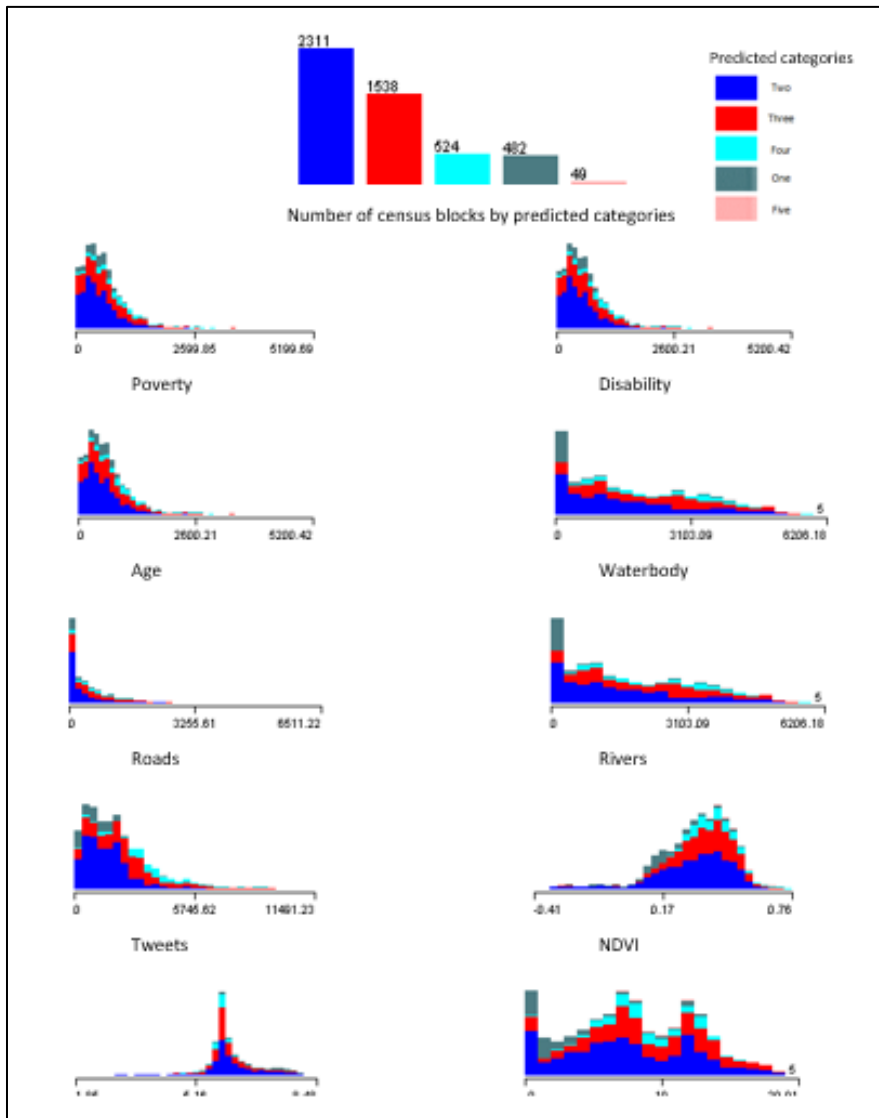 2311
1538
524
482
49
Predicted categories
Two
Three
Four
One
Five
Number of census blocks by predicted categories
0 2599.85 5199.69
Poverty
0 2600.21 5200.42
Disability
0 2600.21 5200.42
Age
5
0 3103.09 6206.18
Waterbody
0 3255.61 6511.22
Roads
5
0 3103.09 6206.18
Rivers
0 5745.62 11491.23
Tweets
-0.41 0.17 0.76
NDVI
5